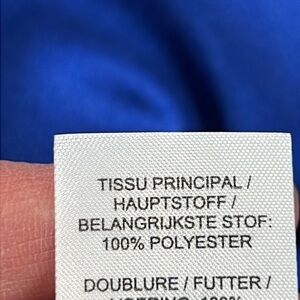 TISSU PRINCIPAL /
HAUPTSTOFF /
BELANGRIJKSTE STOF:
100% POLYESTER
DOUBLURE / FUTTER /